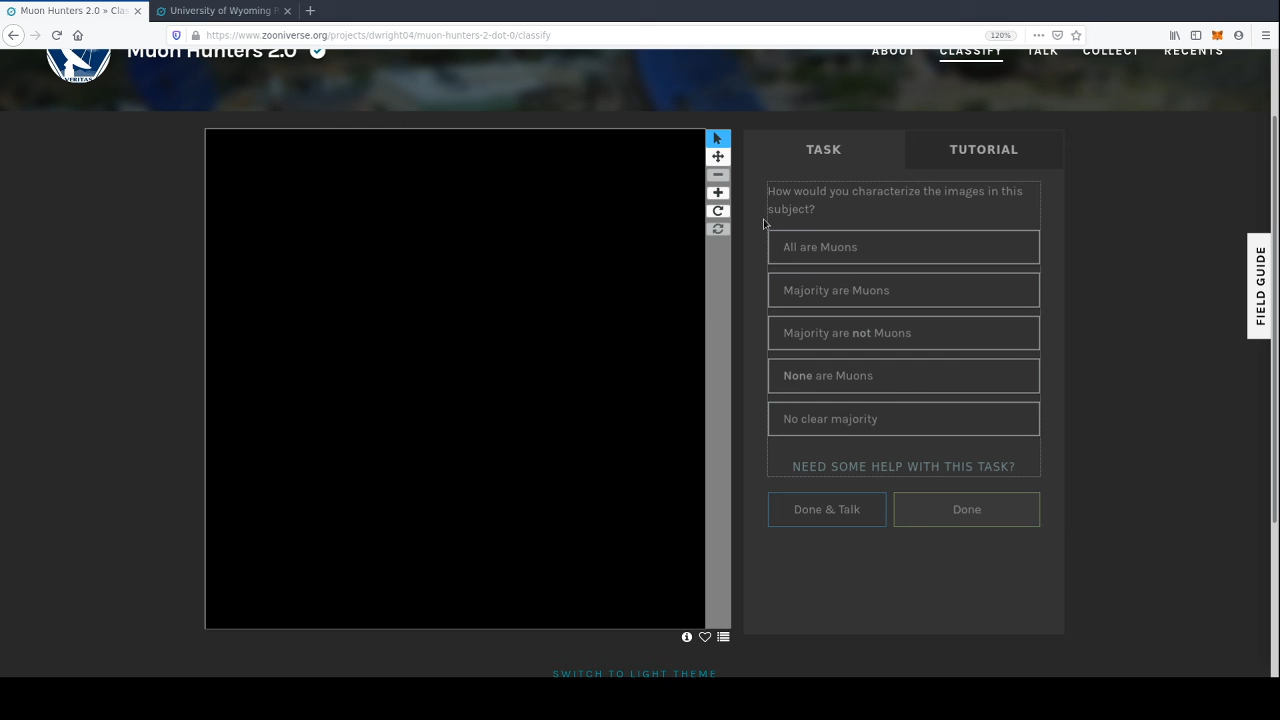 Muon Hunters 2.0 » Clas
University of Wyoming R
https://www.zooniverse.org/projects/dwright04/muon-hunters-2-dot-0/classify
120%
VERITAS
Muon Hunters 2.0
ABOUT
CLASSIFY
TALK
COLLECT
RECENTS
TASK
TUTORIAL
How would you characterize the images in this
subject?
All are Muons
Majority are Muons
Majority are not Muons
None are Muons
No clear majority
NEED SOME HELP WITH THIS TASK?
Done & Talk
Done
FIELD GUIDE
SWITCH TO LIGHT THEME